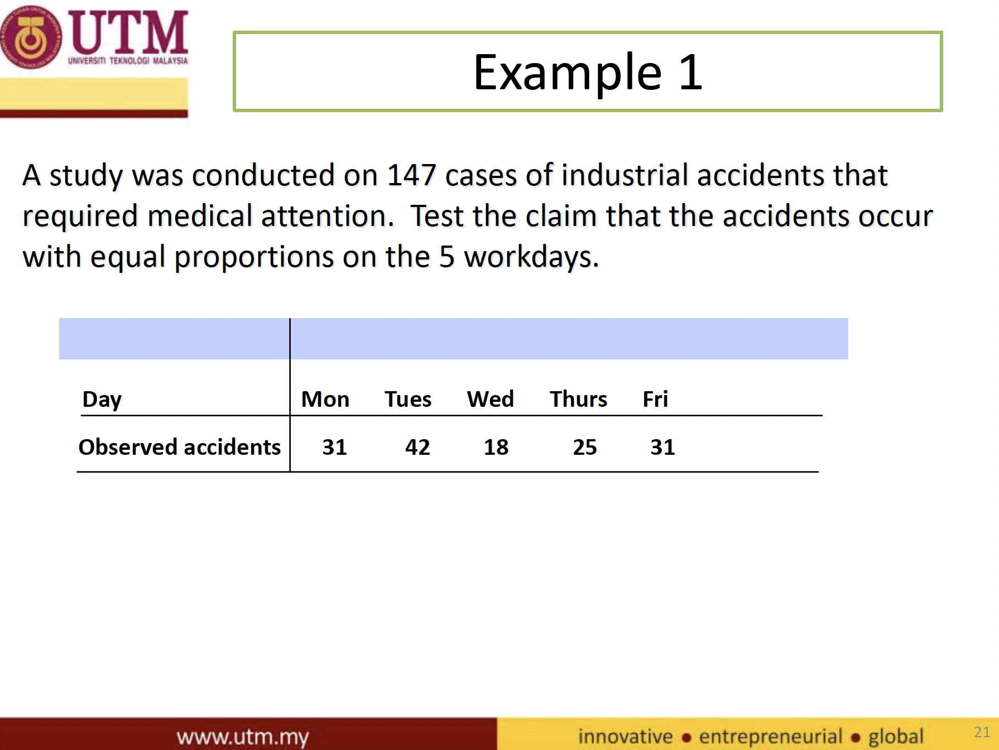 UTM
UNIVERSITI TEKNOLOGI MALAYSIA
Example 1
A study was conducted on 147 cases of industrial accidents that
required medical attention.  Test the claim that the accidents occur
with equal proportions on the 5 workdays.
Day Mon Tues Wed Thurs Fri
Observed accidents 31 42 18 25 31
www.utm.my
innovative ● entrepreneurial ● global
21